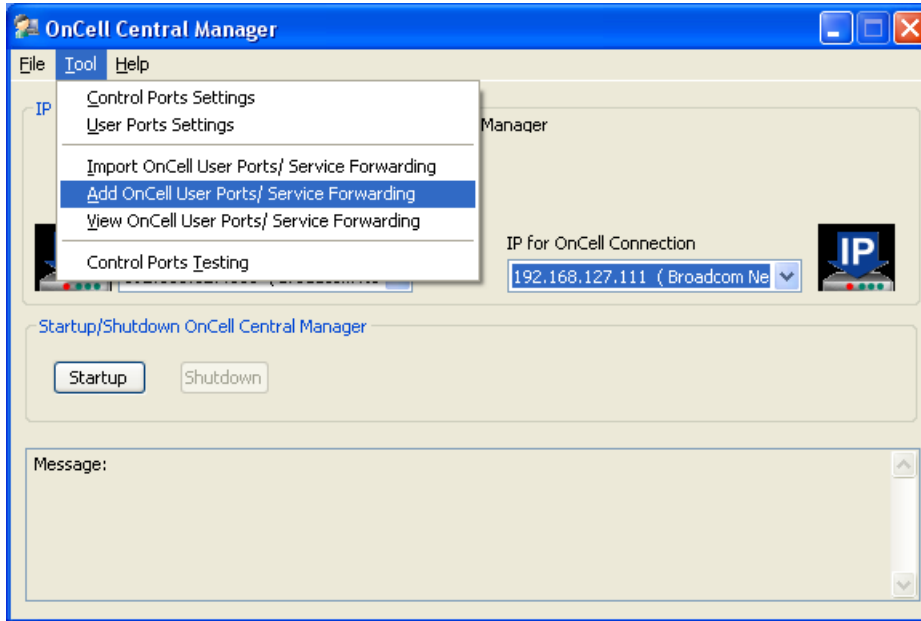 OnCell Central Manager
File Tool Help
Control Ports Settings
User Ports Settings
Import OnCell User Ports/ Service Forwarding
Add OnCell User Ports/ Service Forwarding
View OnCell User Ports/ Service Forwarding
Control Ports Testing
IP
Manager
IP for OnCell Connection
192.168.127.111 ( Broadcom Ne
IP
Startup/Shutdown OnCell Central Manager
Startup Shutdown
Message: